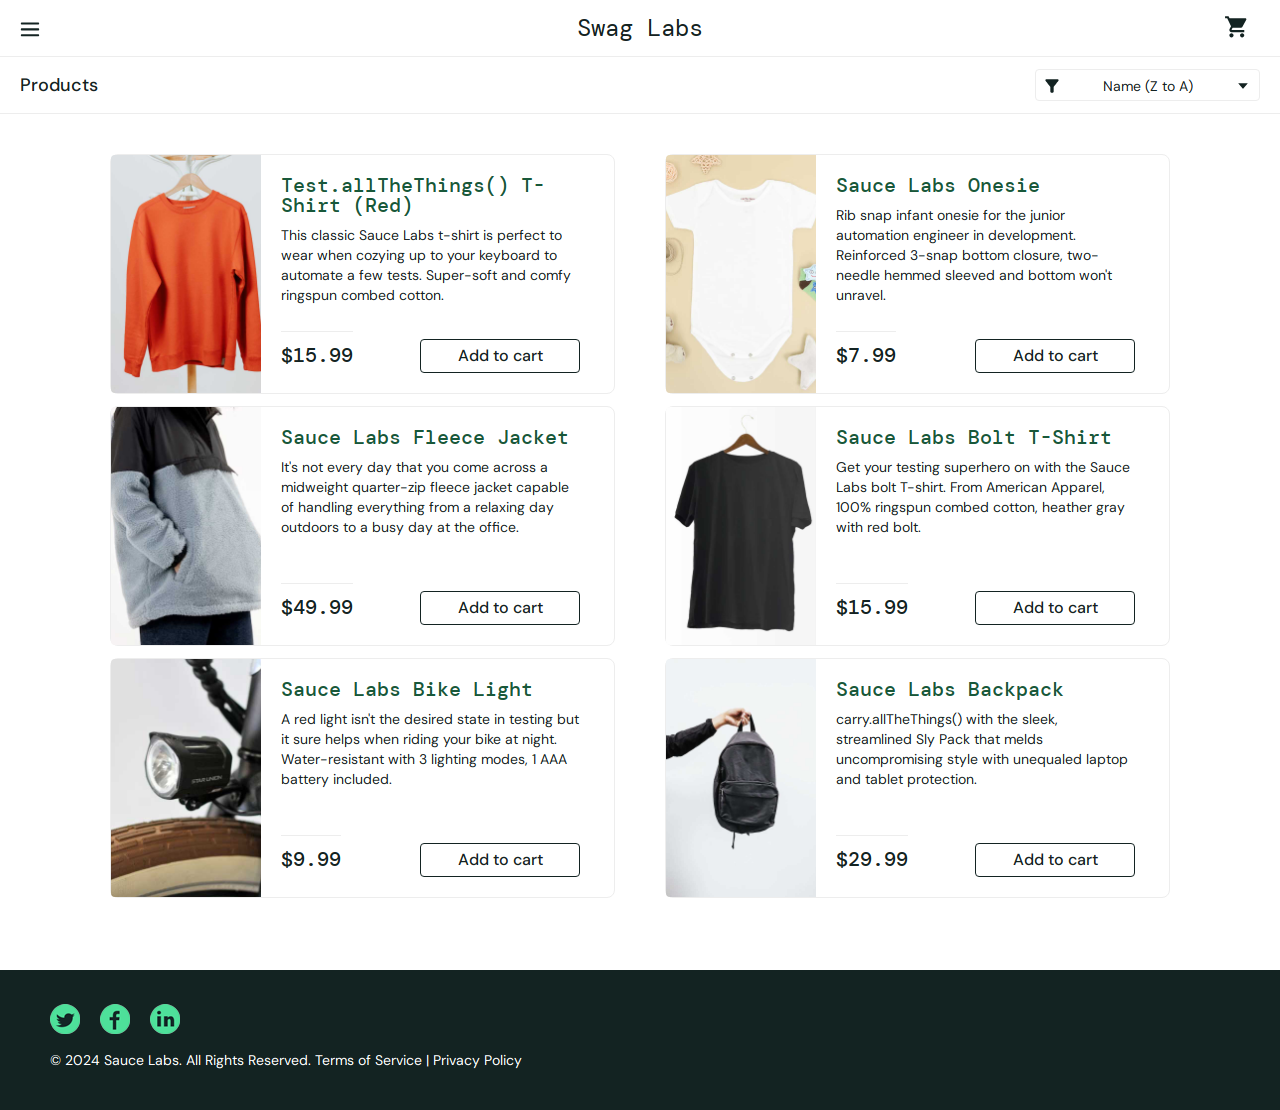 Swag Labs
Products
Name (Z to A)
Test.allTheThings() T-
Shirt (Red)
This classic Sauce Labs t-shirt is perfect to
wear when cozying up to your keyboard to
automate a few tests. Super-soft and comfy
ringspun combed cotton.
$15.99
Add to cart
Sauce Labs Onesie
Rib snap infant onesie for the junior
automation engineer in development.
Reinforced 3-snap bottom closure, two-
needle hemmed sleeved and bottom won't
unravel.
$7.99
Add to cart
Sauce Labs Fleece Jacket
It's not every day that you come across a
midweight quarter-zip fleece jacket capable
of handling everything from a relaxing day
outdoors to a busy day at the office.
$49.99
Add to cart
Sauce Labs Bolt T-Shirt
Get your testing superhero on with the Sauce
Labs bolt T-shirt. From American Apparel,
100% ringspun combed cotton, heather gray
with red bolt.
$15.99
Add to cart
Sauce Labs Bike Light
A red light isn't the desired state in testing but
it sure helps when riding your bike at night.
Water-resistant with 3 lighting modes, 1 AAA
battery included.
$9.99
Add to cart
Sauce Labs Backpack
carry.allTheThings() with the sleek,
streamlined Sly Pack that melds
uncompromising style with unequaled laptop
and tablet protection.
$29.99
Add to cart
© 2024 Sauce Labs. All Rights Reserved. Terms of Service | Privacy Policy